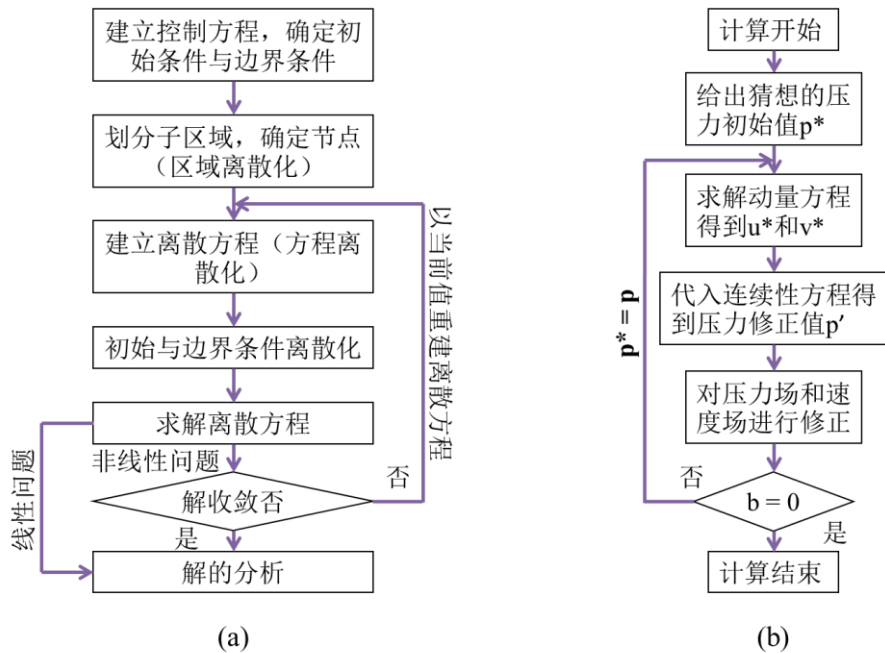 建立控制方程，确定初
始条件与边界条件
划分子区域，确定节点
（区域离散化）
建立离散方程（方程离
散化）
初始与边界条件离散化
求解离散方程
非线性问题
解收敛否
否
是
解的分析
线性问题
以当前值重建离散方程
(a)
计算开始
给出猜想的压
力初始值p*
求解动量方程
得到u*和v*
代入连续性方程得
到压力修正值p′
对压力场和速
度场进行修正
否
b = 0
是
计算结束
p* = p
(b)